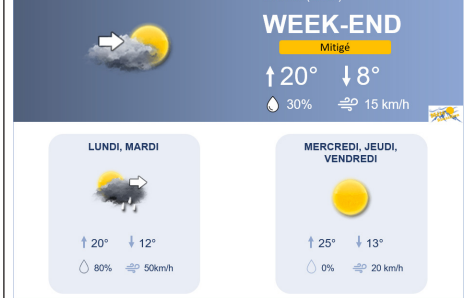 WEEK-END
Mitigé
20° 8°
30% 15 km/h
LUNDI, MARDI
20° 12°
80% 50km/h
MERCREDI, JEUDI,
VENDREDI
25° 13°
0% 20 km/h